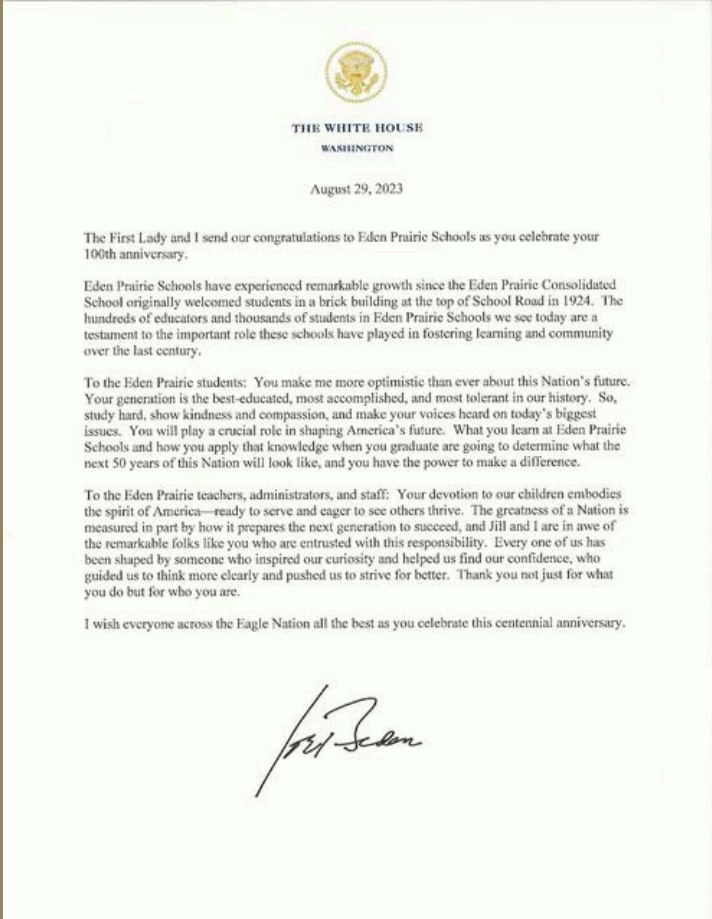 THE WHITE HOUSE
WASHINGTON
August 29, 2023
The First Lady and I send our congratulations to Eden Prairie Schools as you celebrate your
100th anniversary.
Eden Prairie Schools have experienced remarkable growth since the Eden Prairie Consolidated
School originally welcomed students in a brick building at the top of School Road in 1924.  The
hundreds of educators and thousands of students in Eden Prairie Schools we see today are a
testament to the important role these schools have played in fostering learning and community
over the last century.
To the Eden Prairie students:  You make me more optimistic than ever about this Nation's future.
Your generation is the best-educated, most accomplished, and most tolerant in our history.  So,
study hard, show kindness and compassion, and make your voices heard on today's biggest
issues.  You will play a crucial role in shaping America's future.  What you learn at Eden Prairie
Schools and how you apply that knowledge when you graduate are going to determine what the
next 50 years of this Nation will look like, and you have the power to make a difference.
To the Eden Prairie teachers, administrators, and staff:  Your devotion to our children embodies
the spirit of America—ready to serve and eager to see others thrive.  The greatness of a Nation is
measured in part by how it prepares the next generation to succeed, and Jill and I are in awe of
the remarkable folks like you who are entrusted with this responsibility.  Every one of us has
been shaped by someone who inspired our curiosity and helped us find our confidence, who
guided us to think more clearly and pushed us to strive for better.  Thank you not just for what
you do but for who you are.
I wish everyone across the Eagle Nation all the best as you celebrate this centennial anniversary.
Joe Biden